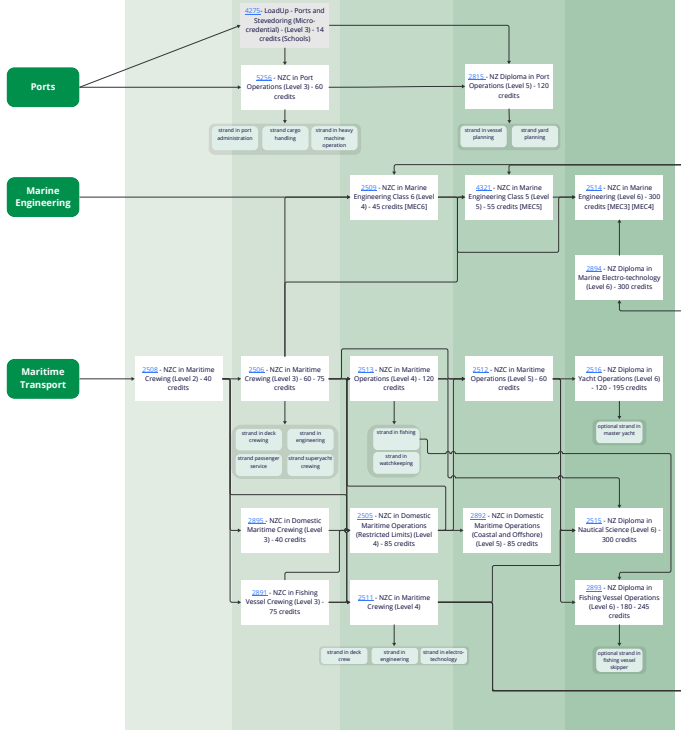 4275- LoadUp - Ports and
Stevedoring (Micro-
credential) - (Level 3) - 14
credits (Schools)
Ports
5256 - NZC in Port
Operations (Level 3) - 60
credits
2815 - NZ Diploma in Port
Operations (Level 5) - 120
credits
strand in port
administration
strand cargo
handling
strand in heavy
machine
operation
strand in vessel
planning
strand yard
planning
Marine
Engineering
2509 - NZC in Marine
Engineering Class 6 (Level
4) - 45 credits [MEC6]
4321 - NZC in Marine
Engineering Class 5 (Level
5) - 55 credits [MEC5]
2514 - NZC in Marine
Engineering (Level 6) - 300
credits [MEC3] [MEC4]
2894 - NZ Diploma in
Marine Electro-technology
(Level 6) - 300 credits
Maritime
Transport
2508 - NZC in Maritime
Crewing (Level 2) - 40
credits
2506 - NZC in Maritime
Crewing (Level 3) - 60 - 75
credits
2513 - NZC in Maritime
Operations (Level 4) - 120
credits
2512 - NZC in Maritime
Operations (Level 5) - 60
credits
2516 - NZ Diploma in
Yacht Operations (Level 6)
- 120 - 195 credits
strand in deck
crewing
strand in
engineering
strand passenger
service
strand superyacht
crewing
strand in fishing
strand in
watchkeeping
optional strand in
master yacht
2895 - NZC in Domestic
Maritime Crewing (Level
3) - 40 credits
2505 - NZC in Domestic
Maritime Operations
(Restricted Limits) (Level
4) - 85 credits
2892 - NZC in Domestic
Maritime Operations
(Coastal and Offshore)
(Level 5) - 85 credits
2515 - NZ Diploma in
Nautical Science (Level 6) -
300 credits
2891 - NZC in Fishing
Vessel Crewing (Level 3) -
75 credits
2511 - NZC in Maritime
Crewing (Level 4)
2893 - NZ Diploma in
Fishing Vessel Operations
(Level 6) - 180 - 245
credits
strand in deck
crew
strand in
engineering
strand in electro-
technology
optional strand in
fishing vessel
skipper